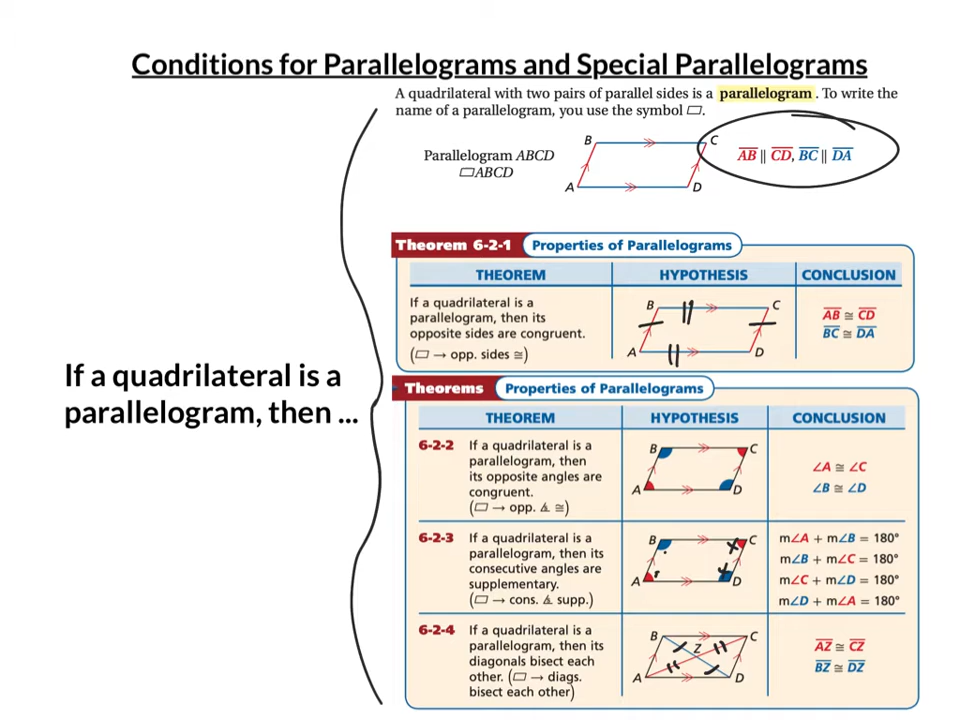 Conditions for Parallelograms and Special Parallelograms
A quadrilateral with two pairs of parallel sides is a parallelogram. To write the
name of a parallelogram, you use the symbol ▱.
Parallelogram ABCD
▱ABCD
B
C
A
D
AB ∥ CD, BC ∥ DA
Theorem 6-2-1 Properties of Parallelograms
THEOREM HYPOTHESIS CONCLUSION
If a quadrilateral is a
parallelogram, then its
opposite sides are congruent.
(▱ → opp. sides ≅)
B
C
A
D
AB ≅ CD
BC ≅ DA
If a quadrilateral is a
parallelogram, then ...
Theorems Properties of Parallelograms
THEOREM HYPOTHESIS CONCLUSION
6-2-2 If a quadrilateral is a
parallelogram, then
its opposite angles are
congruent.
(▱ → opp. ∡ ≅)
B
C
A
D
∠A ≅ ∠C
∠B ≅ ∠D
6-2-3 If a quadrilateral is a
parallelogram, then its
consecutive angles are
supplementary.
(▱ → cons. ∡ supp.)
B
C
A
D
m∠A + m∠B = 180°
m∠B + m∠C = 180°
m∠C + m∠D = 180°
m∠D + m∠A = 180°
6-2-4 If a quadrilateral is a
parallelogram, then its
diagonals bisect each
other. (▱ → diags.
bisect each other)
B
C
Z
A
D
AZ ≅ CZ
BZ ≅ DZ